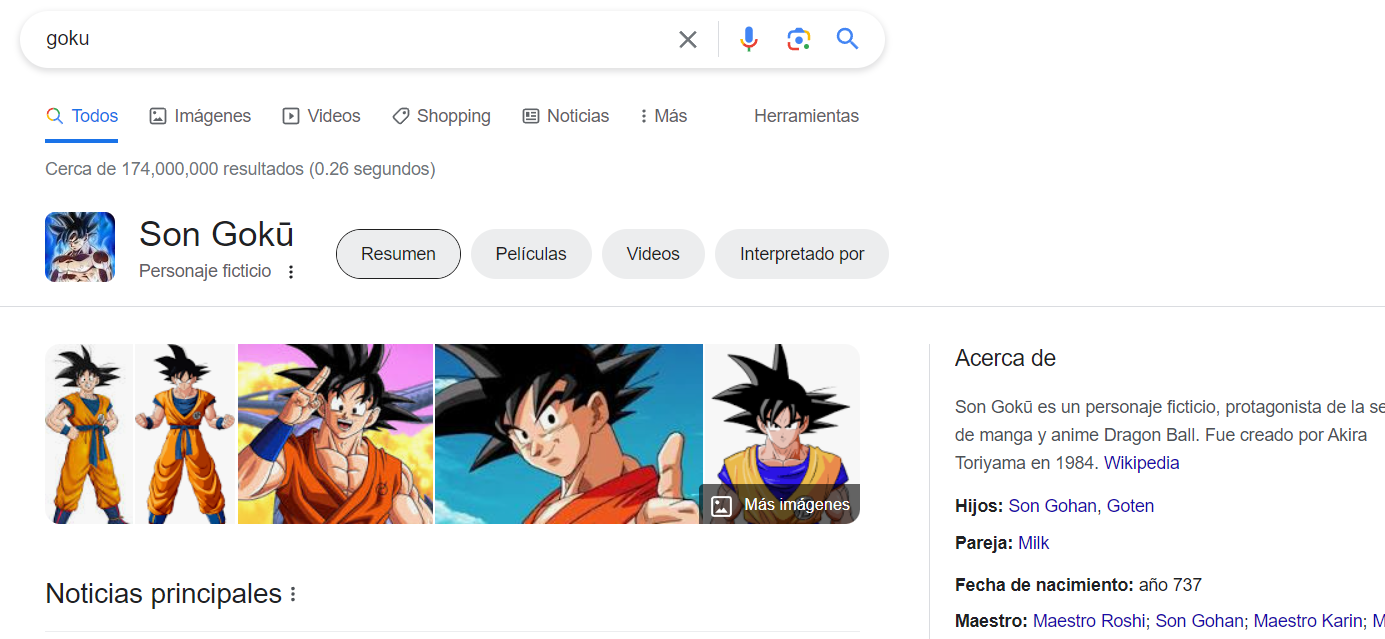 goku
Todos Imágenes Videos Shopping Noticias Más Herramientas
Cerca de 174,000,000 resultados (0.26 segundos)
Son Gokū
Personaje ficticio
Resumen Películas Videos Interpretado por
Más imágenes
Noticias principales
Acerca de
Son Gokū es un personaje ficticio, protagonista de la se
de manga y anime Dragon Ball. Fue creado por Akira
Toriyama en 1984. Wikipedia
Hijos: Son Gohan, Goten
Pareja: Milk
Fecha de nacimiento: año 737
Maestro: Maestro Roshi; Son Gohan; Maestro Karin; M